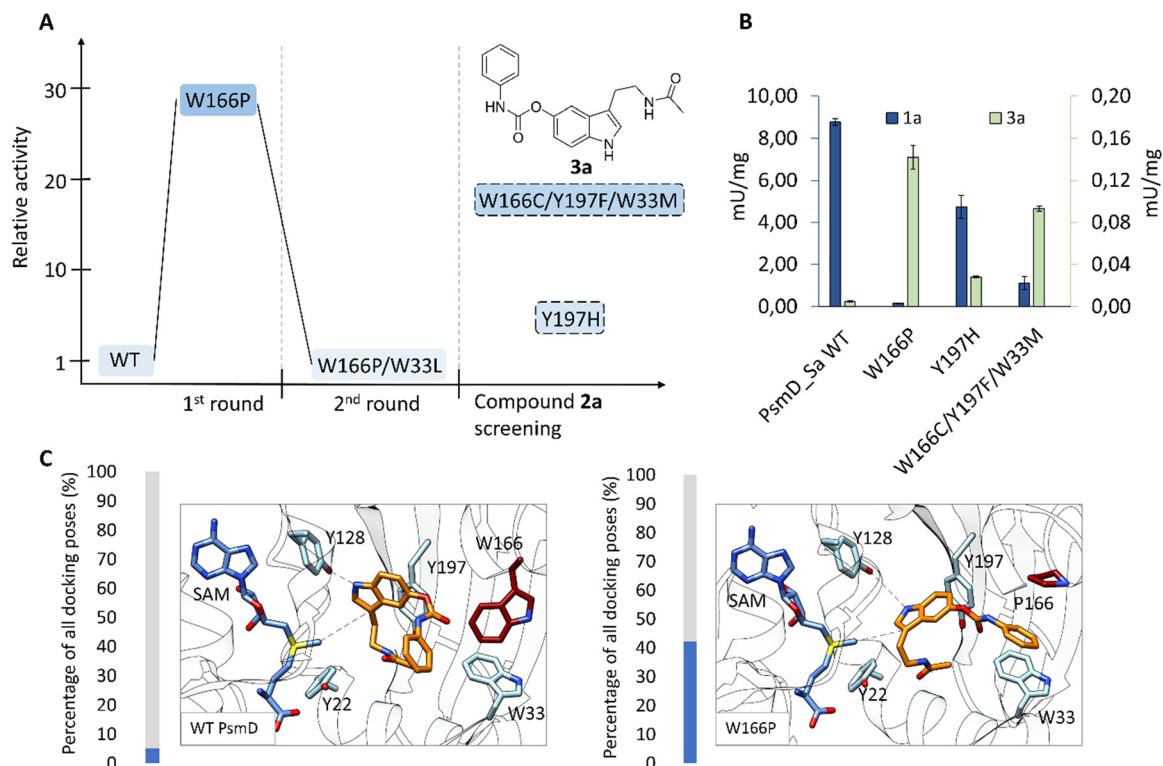 A
Relative activity
30
20
10
1
W166P
WT
W166P/W33L
1st round
2nd round
Compound 2a
screening
HN
O
O
N
H
HN
O
3a
W166C/Y197F/W33M
Y197H
B
mU/mg
10,00
8,00
6,00
4,00
2,00
0,00
1a
3a
0,20
0,16
0,12
0,08
0,04
0,00
mU/mg
PsmD_Sa WT
W166P
Y197H
W166C/Y197F/W33M
C
Percentage of all docking poses (%)
100
90
80
70
60
50
40
30
20
10
0
Y128
W166
Y197
SAM
Y22
W33
WT PsmD
Percentage of all docking poses (%)
100
90
80
70
60
50
40
30
20
10
0
Y128
Y197
SAM
P166
Y22
W33
W166P